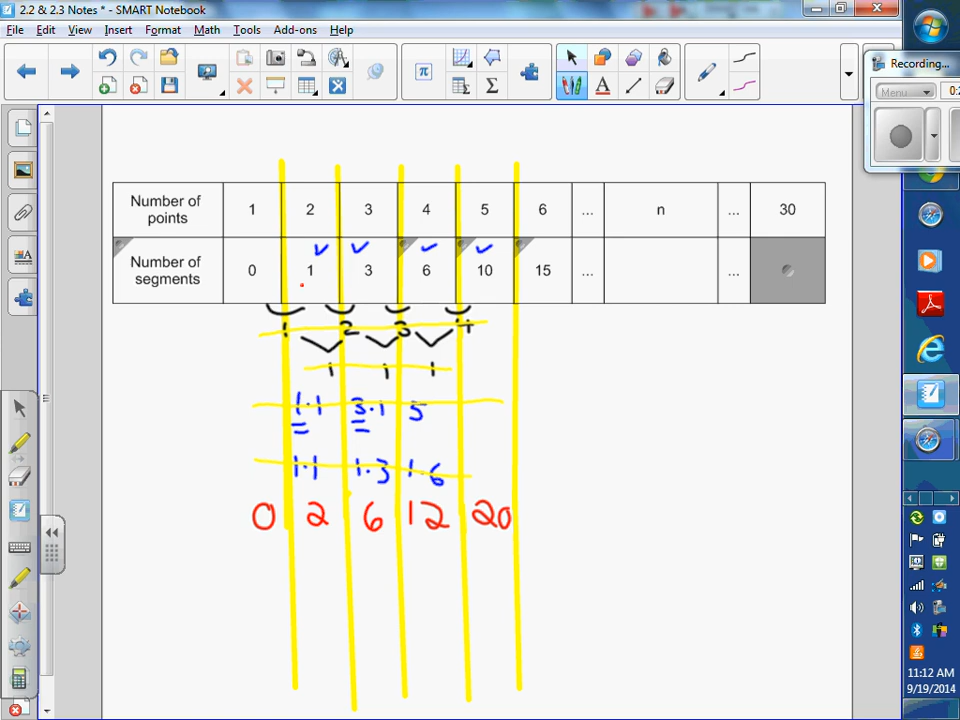 2.2 & 2.3 Notes * - SMART Notebook
File Edit View Insert Format Math Tools Add-ons Help
Recording...
Menu 0:
Number of points 1 2 3 4 5 6 ... n ... 30
Number of segments 0 1 3 6 10 15 ... ...
1 2 3 4
1 1 1
1·1 3·1 5
1·1 1·3 1·6
0 2 6 12 20
11:12 AM
9/19/2014